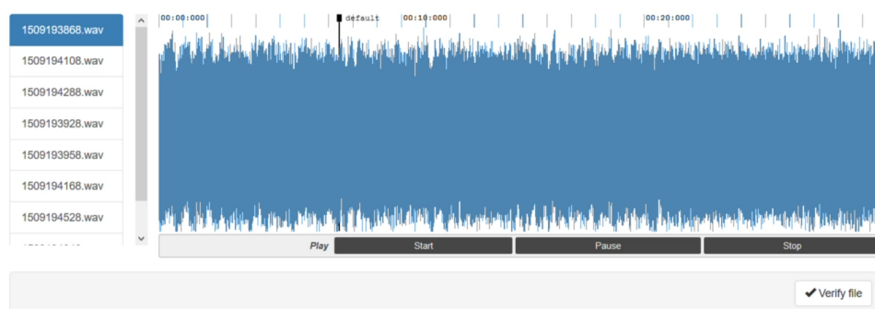 1509193868.wav
1509194108.wav
1509194288.wav
1509193928.wav
1509193958.wav
1509194168.wav
1509194528.wav
00:00:000 default 00:10:000 00:20:000
Play Start Pause Stop
Verify file